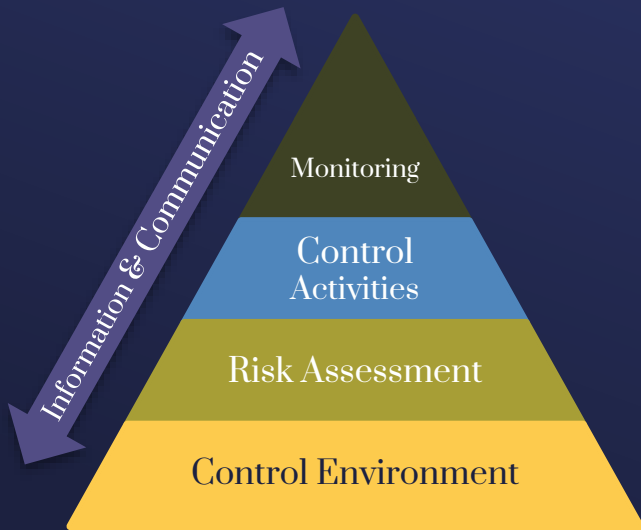 Information & Communication
Monitoring
Control
Activities
Risk Assessment
Control Environment